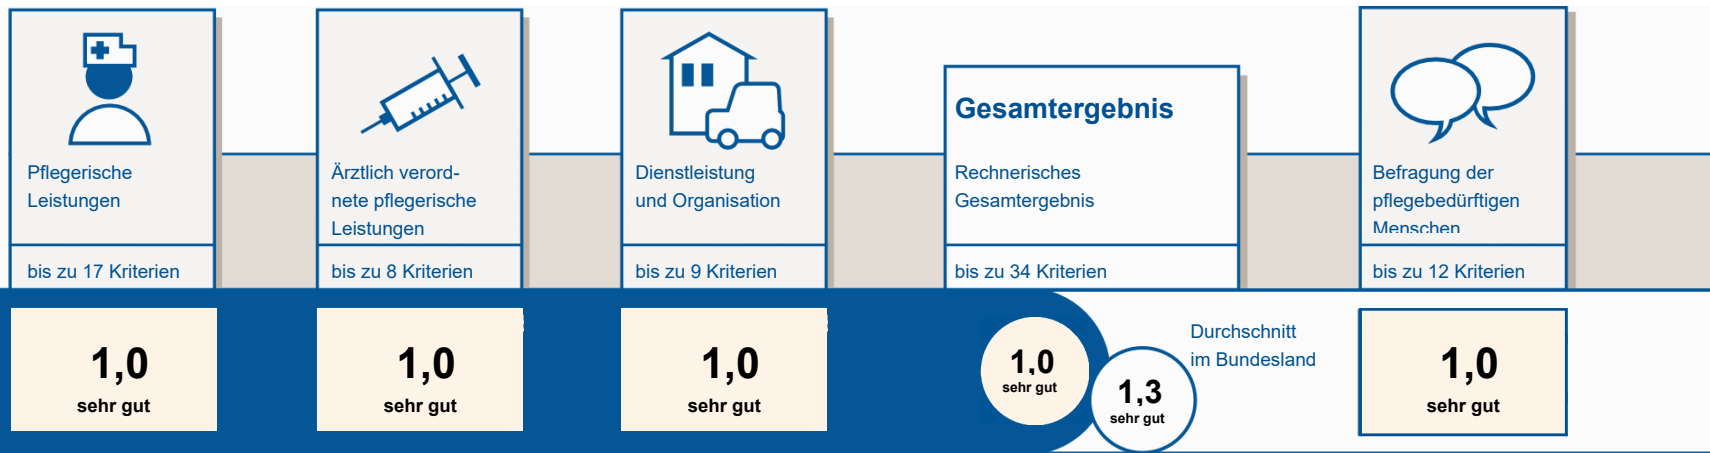 Pflegerische
Leistungen
bis zu 17 Kriterien
1,0
sehr gut
Ärztlich verord-
nete pflegerische
Leistungen
bis zu 8 Kriterien
1,0
sehr gut
Dienstleistung
und Organisation
bis zu 9 Kriterien
1,0
sehr gut
Gesamtergebnis
Rechnerisches
Gesamtergebnis
bis zu 34 Kriterien
1,0
sehr gut
1,3
sehr gut
Durchschnitt
im Bundesland
Befragung der
pflegebedürftigen
Menschen
bis zu 12 Kriterien
1,0
sehr gut